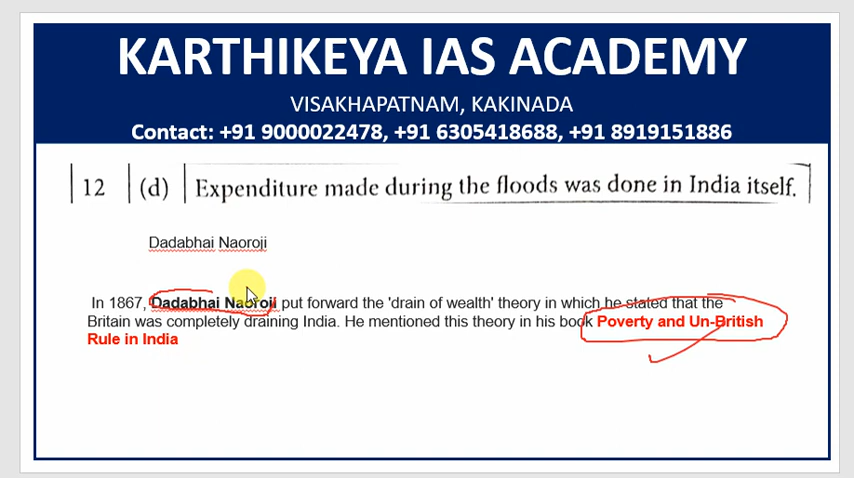 KARTHIKEYA IAS ACADEMY
VISAKHAPATNAM, KAKINADA
Contact: +91 9000022478, +91 6305418688, +91 8919151886
12 (d) Expenditure made during the floods was done in India itself.
Dadabhai Naoroji
In 1867, Dadabhai Naoroji put forward the 'drain of wealth' theory in which he stated that the
Britain was completely draining India. He mentioned this theory in his book Poverty and Un-British
Rule in India